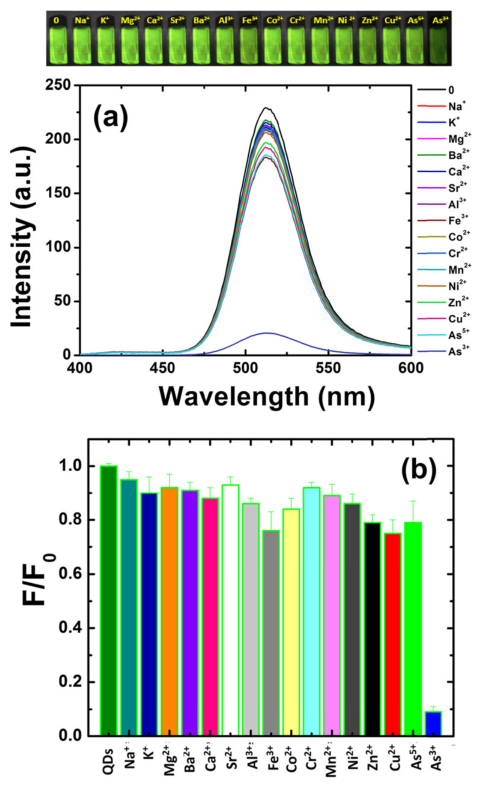 0 Na⁺ K⁺ Mg²⁺ Ca²⁺ Sr²⁺ Ba²⁺ Al³⁺ Fe³⁺ Co²⁺ Cr²⁺ Mn²⁺ Ni²⁺ Zn²⁺ Cu²⁺ As⁵⁺ As³⁺
250
200
150
100
50
0
Intensity (a.u.)
(a)
0
Na⁺
K⁺
Mg²⁺
Ba²⁺
Ca²⁺
Sr²⁺
Al³⁺
Fe³⁺
Co²⁺
Cr²⁺
Mn²⁺
Ni²⁺
Zn²⁺
Cu²⁺
As⁵⁺
As³⁺
400 450 500 550 600
Wavelength (nm)
(b)
1.0
0.8
0.6
0.4
0.2
0.0
F/F₀
QDs
Na⁺:
K⁺
Mg²⁺
Ba²⁺
Ca²⁺:
Sr²⁺
Al³⁺:
Fe³⁺
Co²⁺
Cr²⁺
Mn²⁺:
Ni²⁺
Zn²⁺
Cu²⁺
As⁵⁺
As³⁺